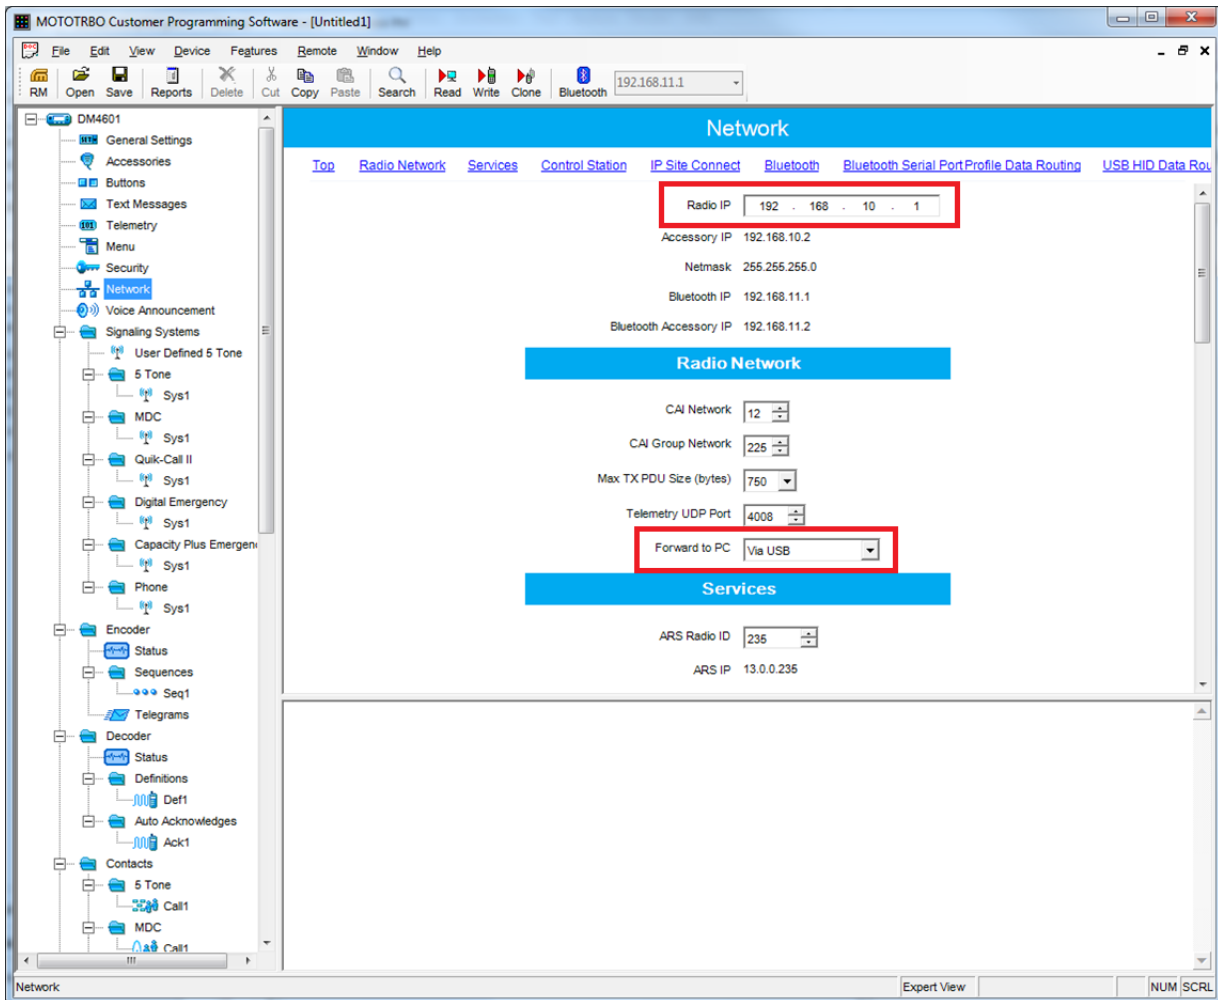 MOTOTRBO Customer Programming Software - [Untitled1]
File Edit View Device Features Remote Window Help
RM Open Save Reports Delete Cut Copy Paste Search Read Write Clone Bluetooth 192.168.11.1
DM4601
General Settings
Accessories
Buttons
Text Messages
Telemetry
Menu
Security
Network
Voice Announcement
Signaling Systems
User Defined 5 Tone
5 Tone
Sys1
MDC
Sys1
Quik-Call II
Sys1
Digital Emergency
Sys1
Capacity Plus Emergen
Sys1
Phone
Sys1
Encoder
Status
Sequences
Seq1
Telegrams
Decoder
Status
Definitions
Def1
Auto Acknowledges
Ack1
Contacts
5 Tone
Call1
MDC
Call1
Network
Top Radio Network Services Control Station IP Site Connect Bluetooth Bluetooth Serial Port Profile Data Routing USB HID Data Rou
Radio IP 192 . 168 . 10 . 1
Accessory IP 192.168.10.2
Netmask 255.255.255.0
Bluetooth IP 192.168.11.1
Bluetooth Accessory IP 192.168.11.2
Radio Network
CAI Network 12
CAI Group Network 225
Max TX PDU Size (bytes) 750
Telemetry UDP Port 4008
Forward to PC Via USB
Services
ARS Radio ID 235
ARS IP 13.0.0.235
Network Expert View NUM SCRL